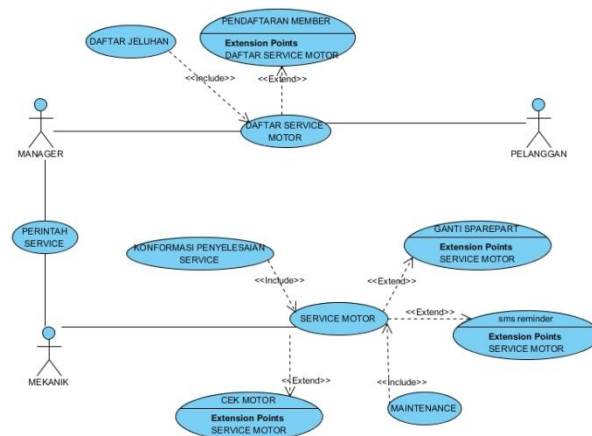 PENDAFTARAN MEMBER
Extension Points
DAFTAR SERVICE MOTOR
DAFTAR JELUHAN
<<Include>>
<<Extend>>
DAFTAR SERVICE
MOTOR
MANAGER
PELANGGAN
PERINTAH
SERVICE
KONFORMASI PENYELESAIAN
SERVICE
GANTI SPAREPART
Extension Points
SERVICE MOTOR
<<Include>>
<<Extend>>
SERVICE MOTOR
<<Extend>>
sms reminder
Extension Points
SERVICE MOTOR
MEKANIK
<<Extend>>
<<Include>>
CEK MOTOR
Extension Points
SERVICE MOTOR
MAINTENANCE